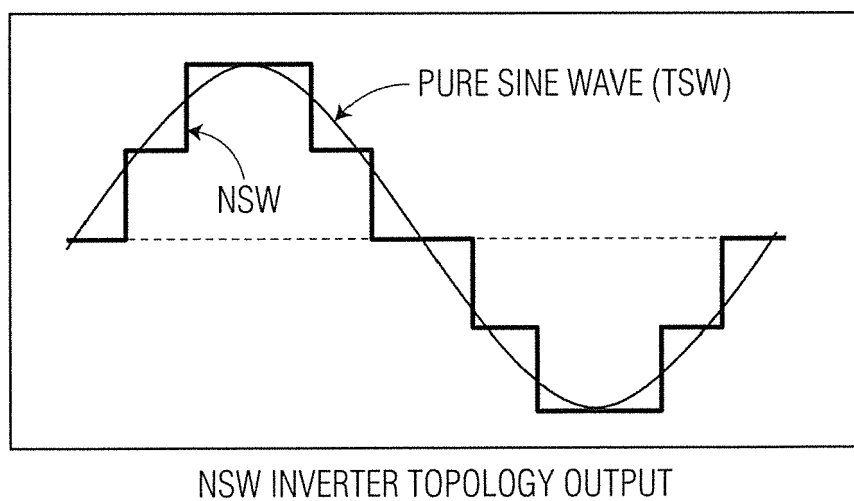 PURE SINE WAVE (TSW)
NSW
NSW INVERTER TOPOLOGY OUTPUT